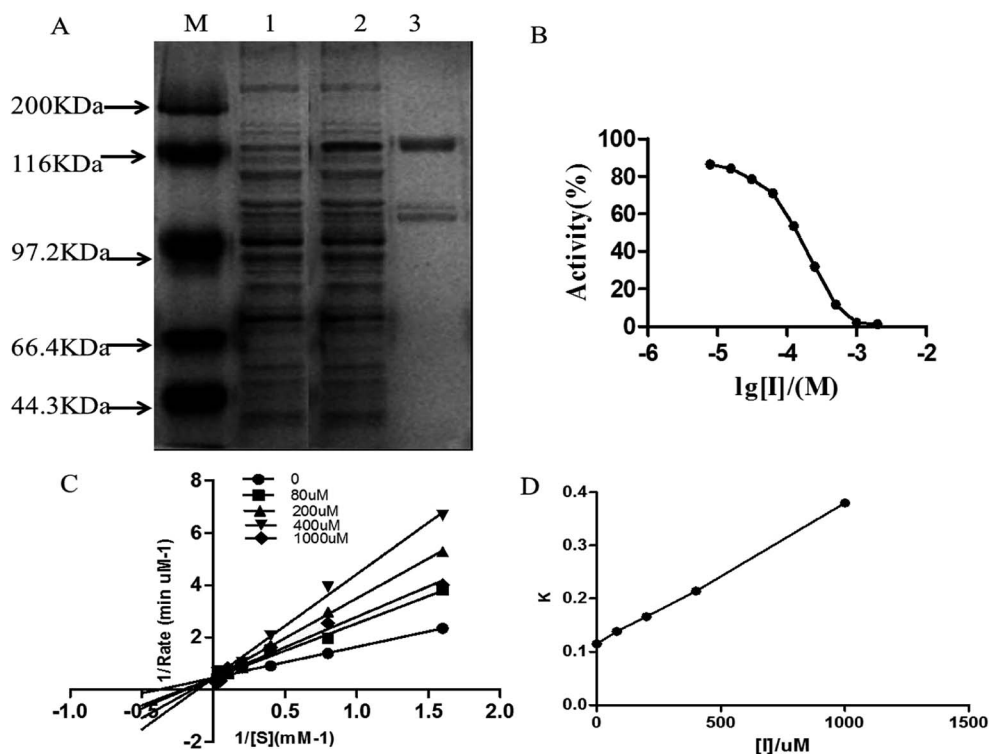 A
M 1 2 3
200KDa
116KDa
97.2KDa
66.4KDa
44.3KDa
B
100
80
60
40
20
0
-6 -5 -4 -3 -2
Activity(%)
lg[I]/(M)
C
8
6
4
2
-2
-1.0 -0.5 0.5 1.0 1.5 2.0
1/Rate (min uM-1)
1/[S](mM-1)
0
80uM
200uM
400uM
1000uM
D
0.4
0.3
0.2
0.1
0.0
0 500 1000 1500
K
[I]/uM